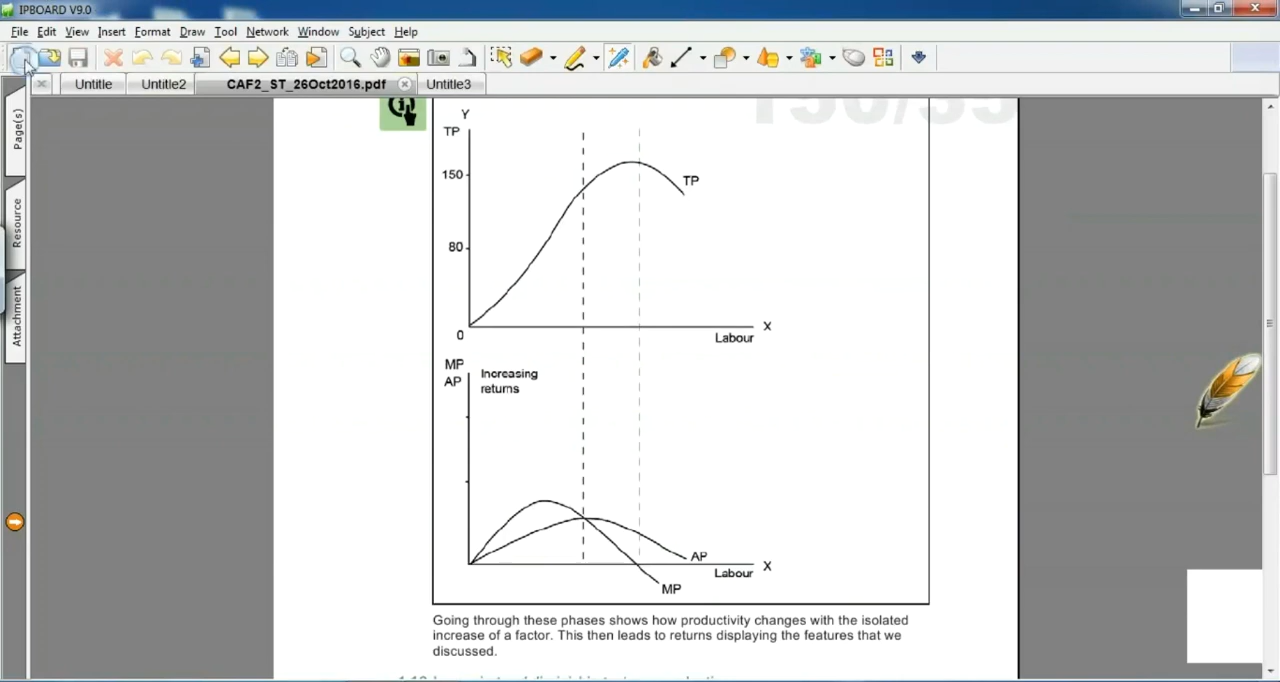 IPBOARD V9.0
File Edit View Insert Format Draw Tool Network Window Subject Help
Untitle Untitle2 CAF2_ST_26Oct2016.pdf Untitle3
Page(s)
Resource
Attachment
Y
TP
150
TP
80
0
X
Labour
MP
AP
Increasing
returns
AP
Labour
X
MP
Going through these phases shows how productivity changes with the isolated
increase of a factor. This then leads to returns displaying the features that we
discussed.